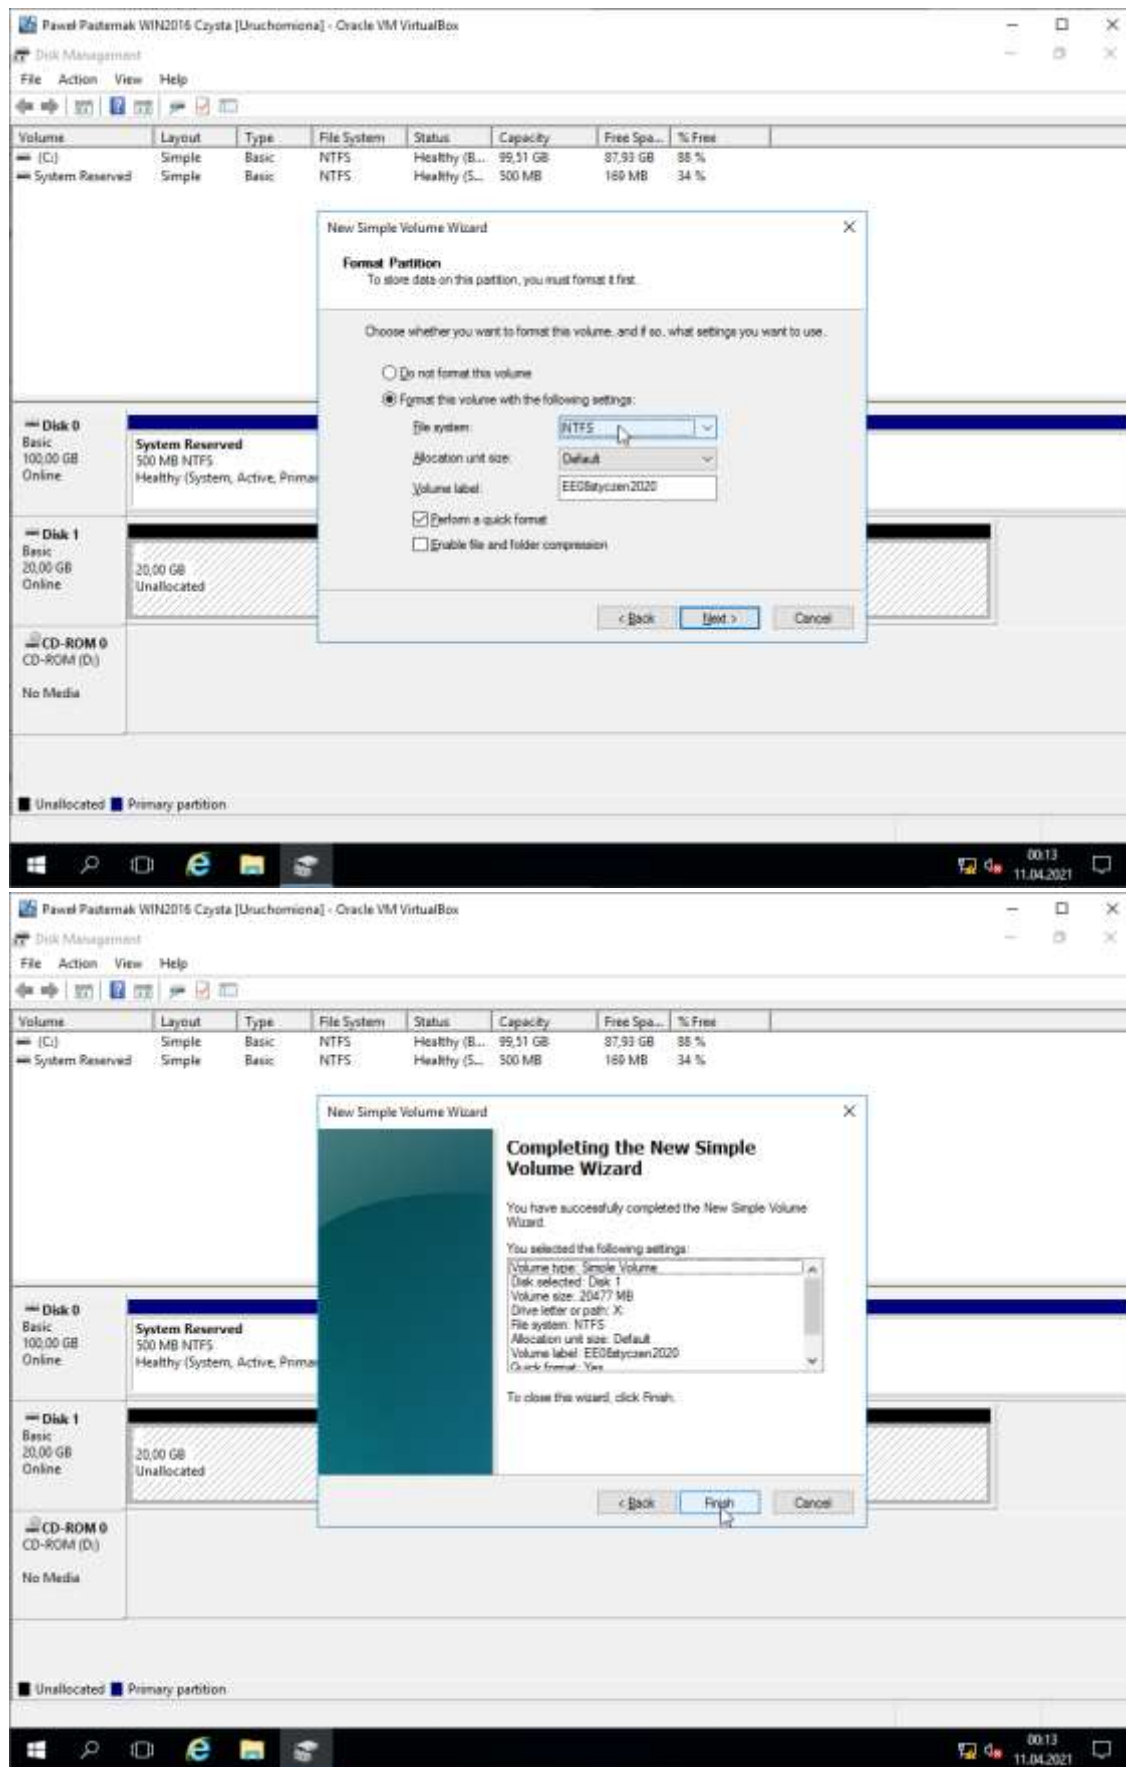 Paweł Pasternak WIN2016 Czysta [Uruchomiona] - Oracle VM VirtualBox
Disk Management
File Action View Help
Volume Layout Type File System Status Capacity Free Spa... % Free
(C:) Simple Basic NTFS Healthy (B... 99,51 GB 87,93 GB 88 %
System Reserved Simple Basic NTFS Healthy (S... 500 MB 169 MB 34 %
New Simple Volume Wizard
Format Partition
To store data on this partition, you must format it first.
Choose whether you want to format this volume, and if so, what settings you want to use.
Do not format this volume
Format this volume with the following settings:
File system: NTFS
Allocation unit size: Default
Volume label: EE08styczen2020
Perform a quick format
Enable file and folder compression
< Back Next > Cancel
Disk 0
Basic
100,00 GB
Online
System Reserved
500 MB NTFS
Healthy (System, Active, Prima
Disk 1
Basic
20,00 GB
Online
20,00 GB
Unallocated
CD-ROM 0
CD-ROM (D:)
No Media
Unallocated Primary partition
00:13
11.04.2021
Paweł Pasternak WIN2016 Czysta [Uruchomiona] - Oracle VM VirtualBox
Disk Management
File Action View Help
Volume Layout Type File System Status Capacity Free Spa... % Free
(C:) Simple Basic NTFS Healthy (B... 99,51 GB 87,93 GB 88 %
System Reserved Simple Basic NTFS Healthy (S... 500 MB 169 MB 34 %
New Simple Volume Wizard
Completing the New Simple
Volume Wizard
You have successfully completed the New Simple Volume
Wizard.
You selected the following settings:
Volume type: Simple Volume
Disk selected: Disk 1
Volume size: 20477 MB
Drive letter or path: X:
File system: NTFS
Allocation unit size: Default
Volume label: EE08styczen2020
Quick format: Yes
To close this wizard, click Finish.
< Back Finish Cancel
Disk 0
Basic
100,00 GB
Online
System Reserved
500 MB NTFS
Healthy (System, Active, Prima
Disk 1
Basic
20,00 GB
Online
20,00 GB
Unallocated
CD-ROM 0
CD-ROM (D:)
No Media
Unallocated Primary partition
00:13
11.04.2021